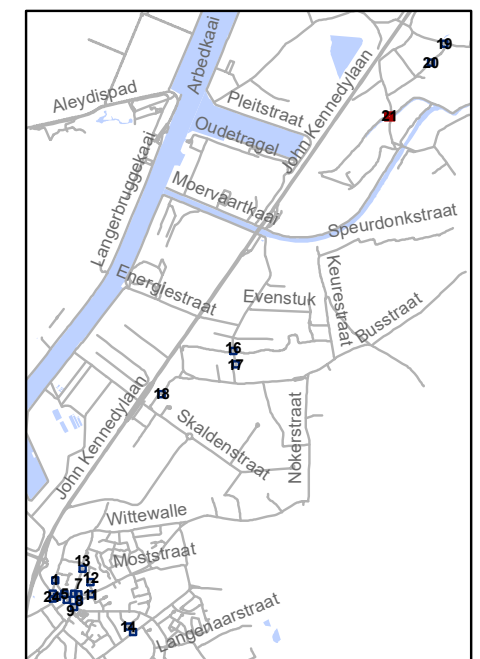 Arbedkaai
19
20
Aleydispad
Pleitstraat
John Kennedylaan
21
Oudetragel
Langerbruggekaai
Moervaartkaai
Speurdonkstraat
Energiestraat
Evenstuk
Keurestraat
Busstraat
16
17
18
John Kennedylaan
Skaldenstraat
Nokerstraat
Wittewalle
Moststraat
13
12
7
11
9
14
Langenaarstraat